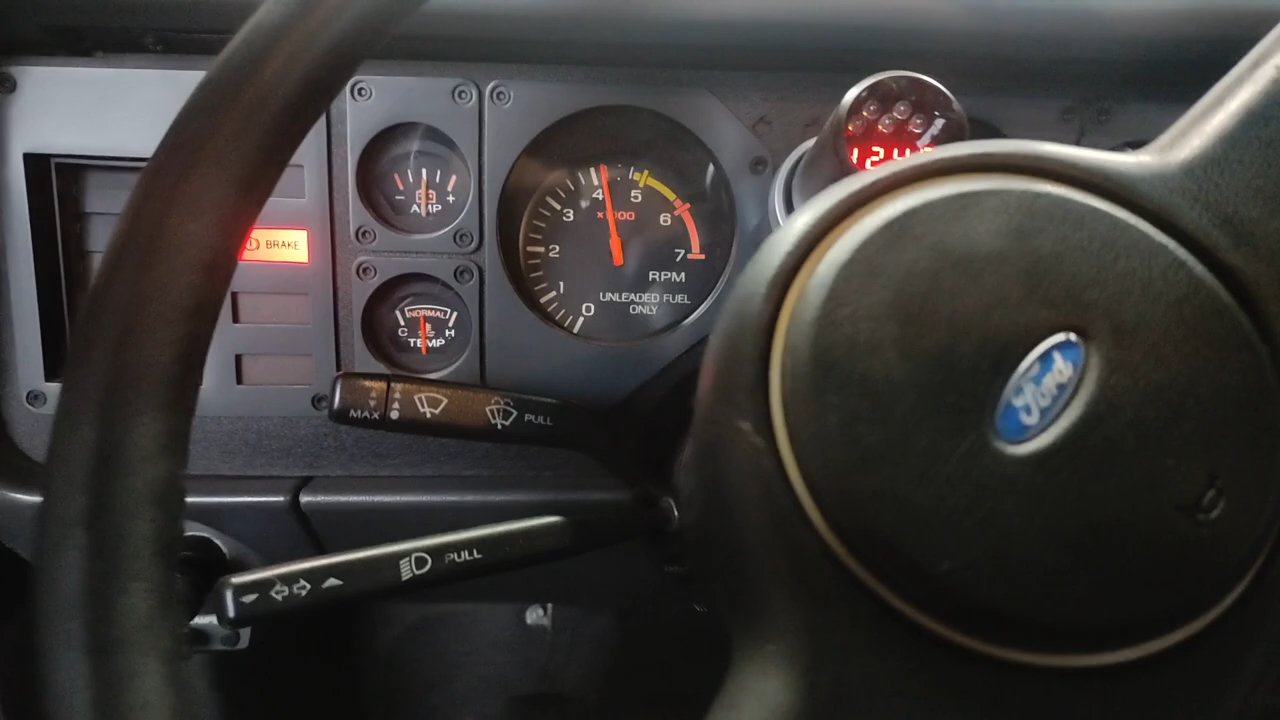 BRAKE
- +
AMP
NORMAL
C H
TEMP
0
1
2
3
4
5
6
7
x1000
RPM
UNLEADED FUEL
ONLY
MAX
PULL
PULL
Ford